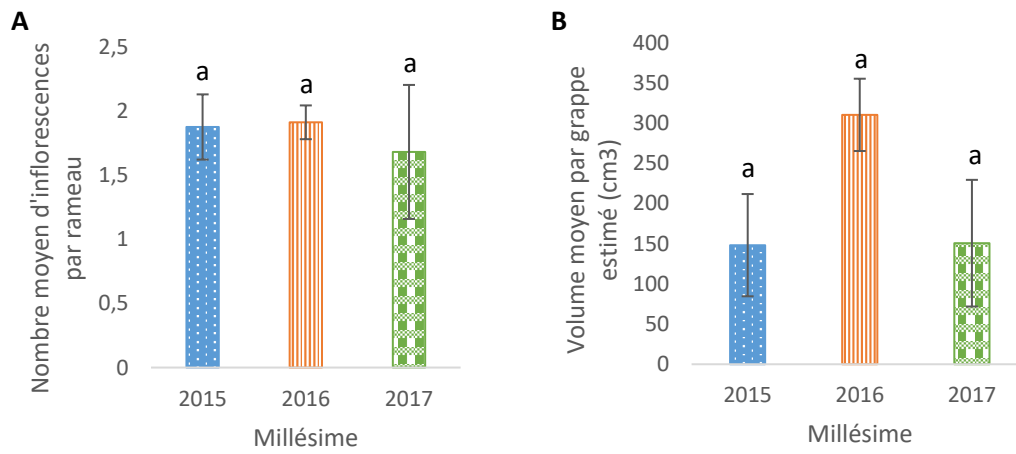 A
Nombre moyen d'inflorescences
par rameau
2,5
2
1,5
1
0,5
0
a
a
a
2015
2016
2017
Millésime
B
Volume moyen par grappe
estimé (cm3)
400
350
300
250
200
150
100
50
0
a
a
a
2015
2016
2017
Millésime